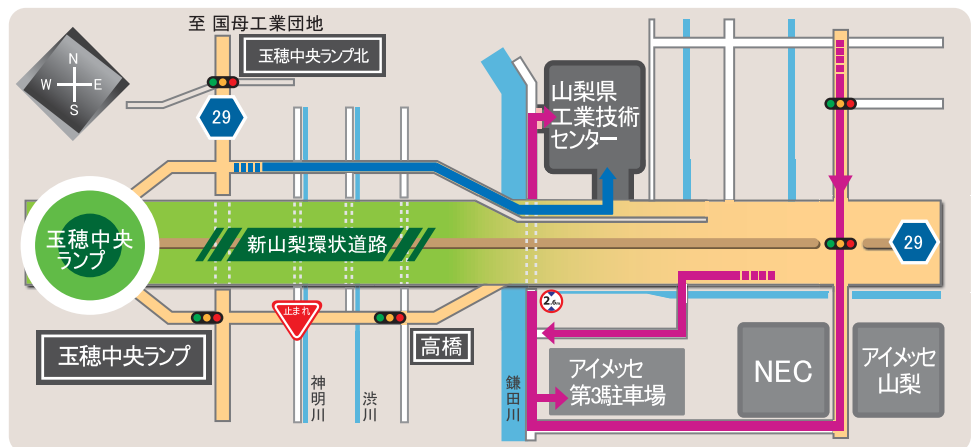 至 国母工業団地
玉穂中央ランプ北
N
W E
S
29
山梨県
工業技術
センター
玉穂中央
ランプ
新山梨環状道路
29
止まれ
2.6m
玉穂中央ランプ
高橋
神明川
渋川
鎌田川
アイメッセ
第3駐車場
NEC
アイメッセ
山梨